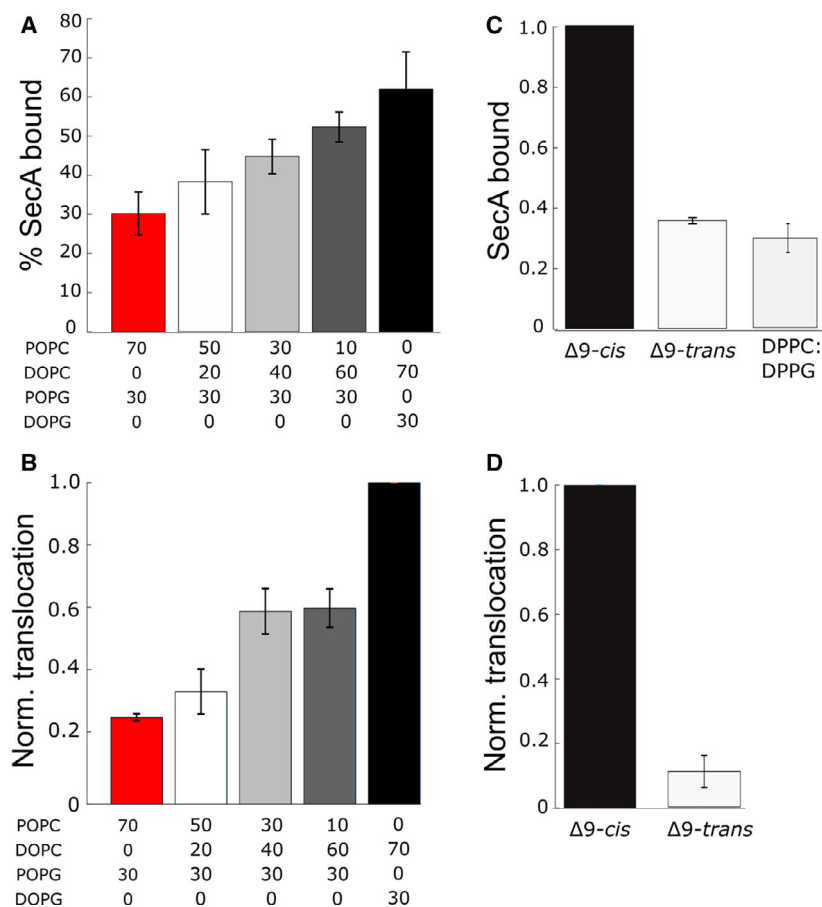 A
% SecA bound
80
70
60
50
40
30
20
10
0
POPC 70 50 30 10 0
DOPC 0 20 40 60 70
POPG 30 30 30 30 0
DOPG 0 0 0 0 30
B
Norm. translocation
1.0
0.8
0.6
0.4
0.2
0
POPC 70 50 30 10 0
DOPC 0 20 40 60 70
POPG 30 30 30 30 0
DOPG 0 0 0 0 30
C
SecA bound
1.0
0.8
0.6
0.4
0.2
0
Δ9-cis Δ9-trans DPPC:
DPPG
D
Norm. translocation
1.0
0.8
0.6
0.4
0.2
0
Δ9-cis Δ9-trans